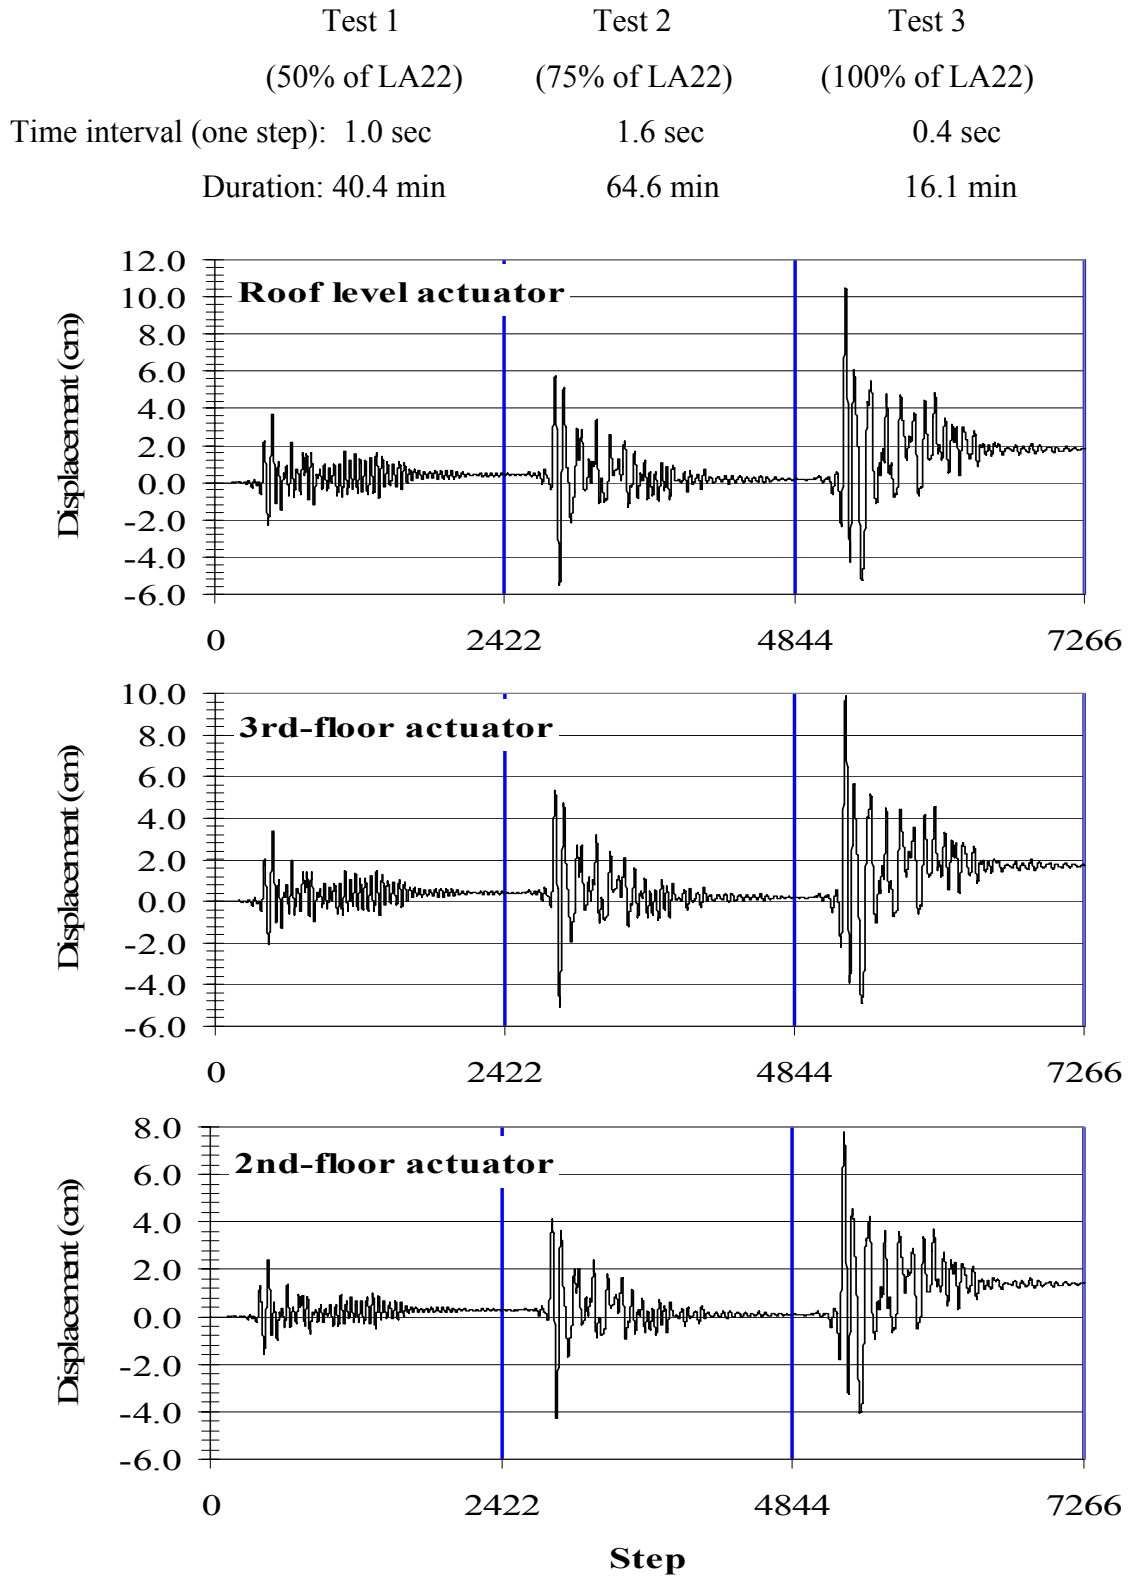 Test 1 Test 2 Test 3
(50% of LA22) (75% of LA22) (100% of LA22)
Time interval (one step): 1.0 sec 1.6 sec 0.4 sec
Duration: 40.4 min 64.6 min 16.1 min
12.0
Roof level actuator
10.0
8.0
6.0
4.0
2.0
0.0
-2.0
-4.0
-6.0
Displacement (cm)
0 2422 4844 7266
10.0
3rd-floor actuator
8.0
6.0
4.0
2.0
0.0
-2.0
-4.0
-6.0
Displacement (cm)
0 2422 4844 7266
8.0
2nd-floor actuator
6.0
4.0
2.0
0.0
-2.0
-4.0
-6.0
Displacement (cm)
0 2422 4844 7266
Step